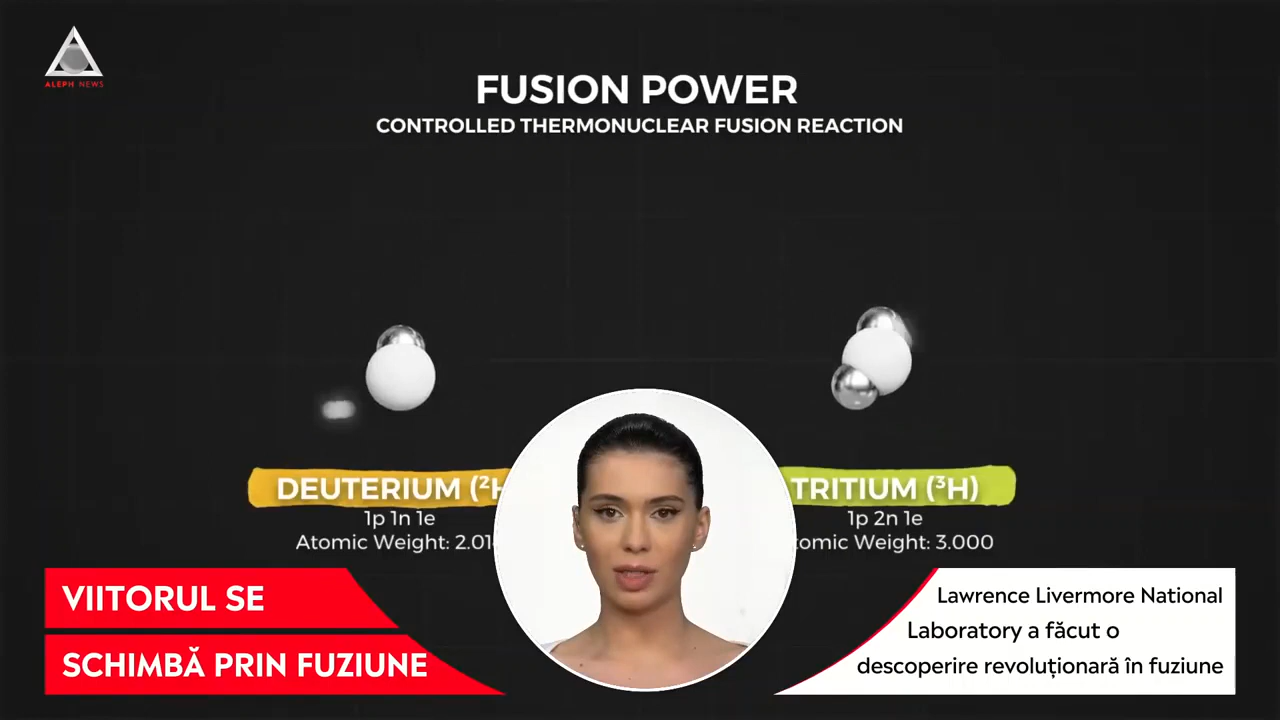 ALEPH NEWS
FUSION POWER
CONTROLLED THERMONUCLEAR FUSION REACTION
DEUTERIUM (²H
1p 1n 1e
Atomic Weight: 2.01
TRITIUM (³H)
1p 2n 1e
tomic Weight: 3.000
VIITORUL SE
SCHIMBĂ PRIN FUZIUNE
Lawrence Livermore National
Laboratory a făcut o
descoperire revoluționară în fuziune